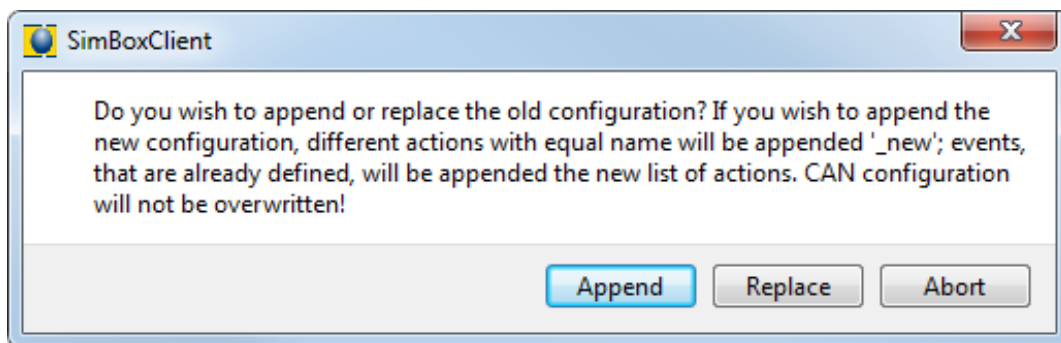 SimBoxClient
Do you wish to append or replace the old configuration? If you wish to append the
new configuration, different actions with equal name will be appended '_new'; events,
that are already defined, will be appended the new list of actions. CAN configuration
will not be overwritten!
Append Replace Abort